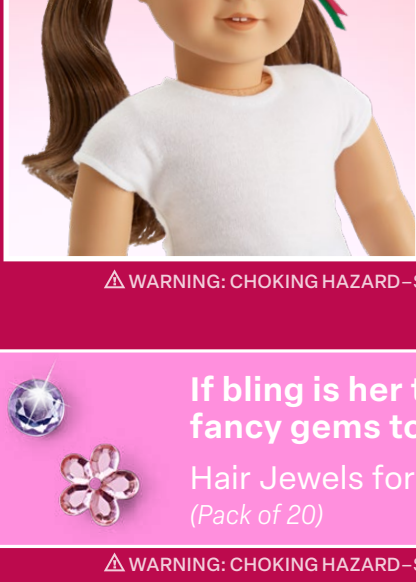 ⚠ WARNING: CHOKING HAZARD–
If bling is her
fancy gems to
Hair Jewels for
(Pack of 20)
⚠ WARNING: CHOKING HAZARD–